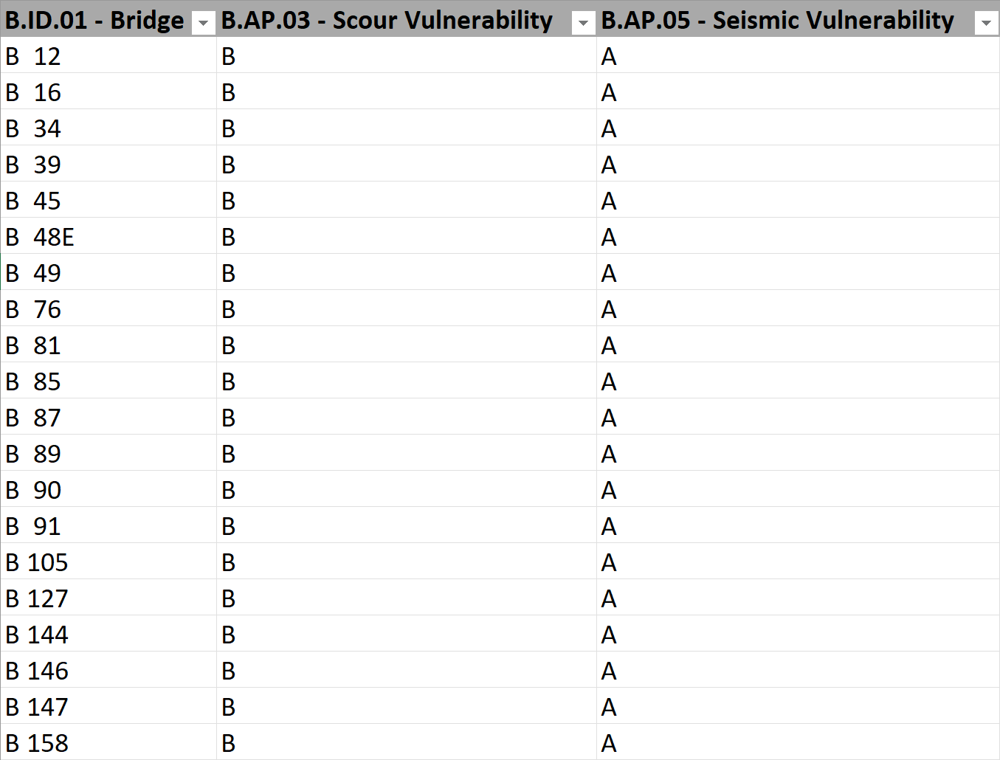 B.ID.01 - Bridge B.AP.03 - Scour Vulnerability B.AP.05 - Seismic Vulnerability
B  12 B A
B  16 B A
B  34 B A
B  39 B A
B  45 B A
B  48E B A
B  49 B A
B  76 B A
B  81 B A
B  85 B A
B  87 B A
B  89 B A
B  90 B A
B  91 B A
B 105 B A
B 127 B A
B 144 B A
B 146 B A
B 147 B A
B 158 B A